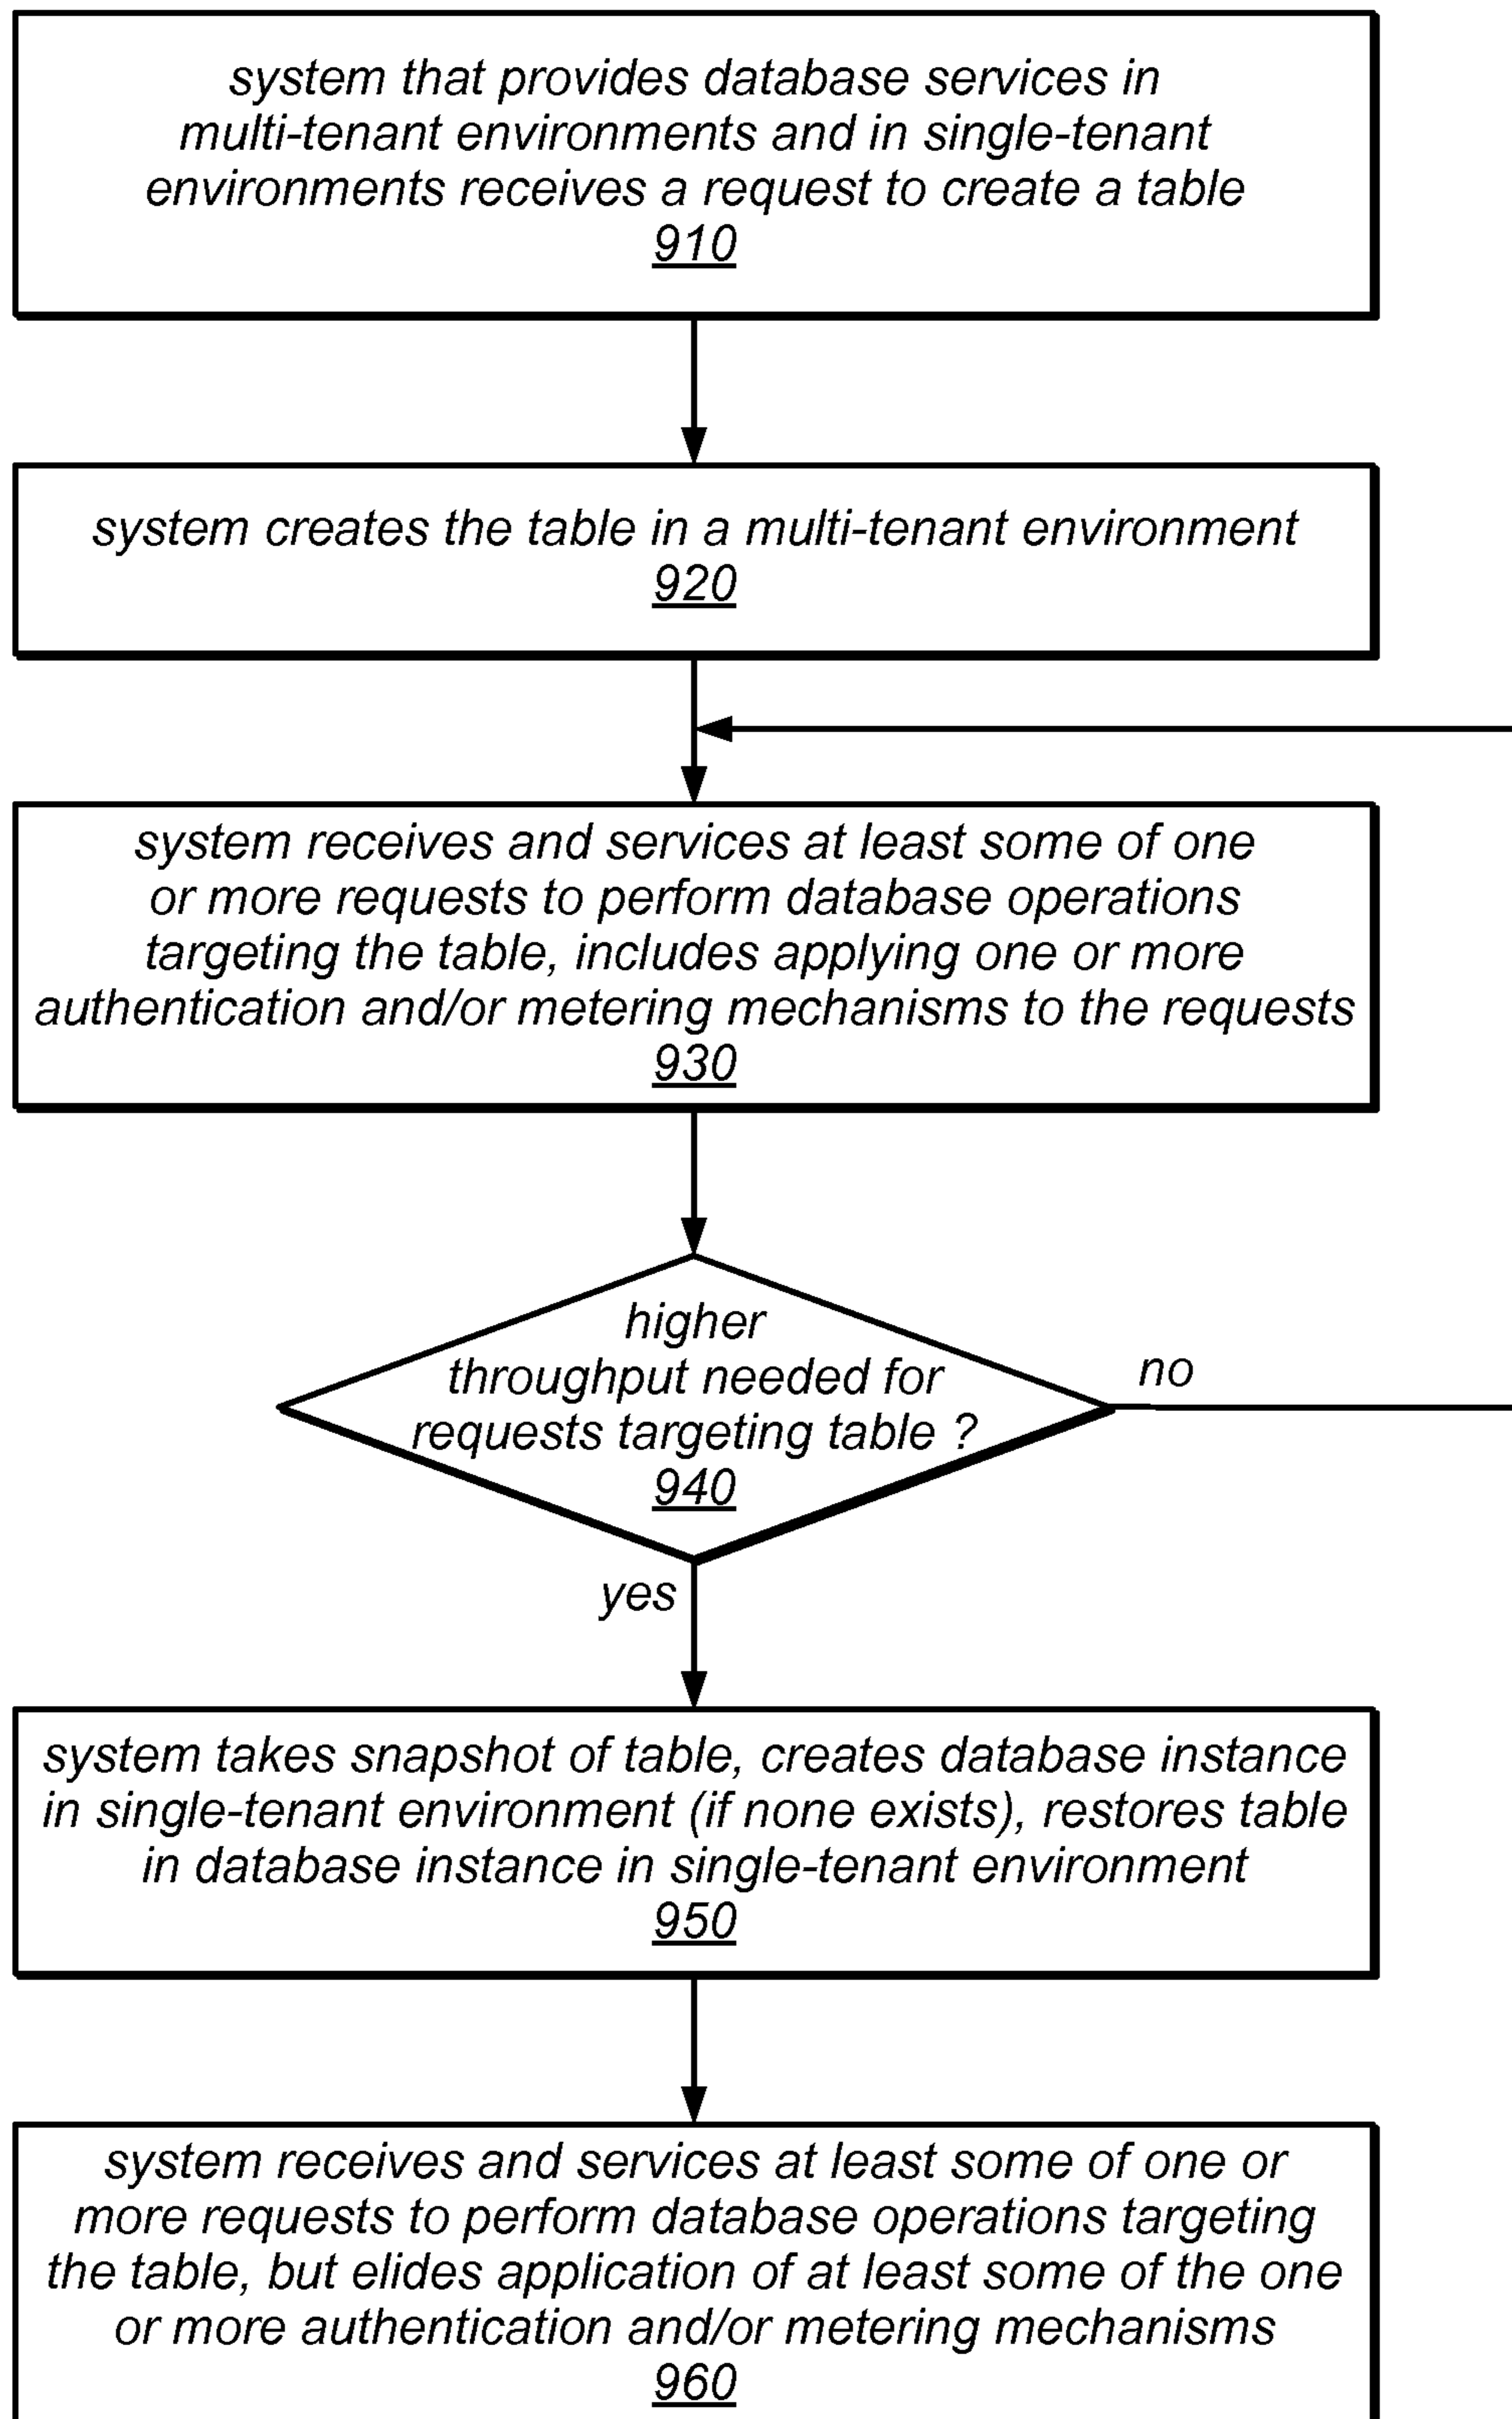 system that provides database services in
multi-tenant environments and in single-tenant
environments receives a request to create a table
910
system creates the table in a multi-tenant environment
920
system receives and services at least some of one
or more requests to perform database operations
targeting the table, includes applying one or more
authentication and/or metering mechanisms to the requests
930
higher
throughput needed for
requests targeting table ?
940
no
yes
system takes snapshot of table, creates database instance
in single-tenant environment (if none exists), restores table
in database instance in single-tenant environment
950
system receives and services at least some of one or
more requests to perform database operations targeting
the table, but elides application of at least some of the one
or more authentication and/or metering mechanisms
960